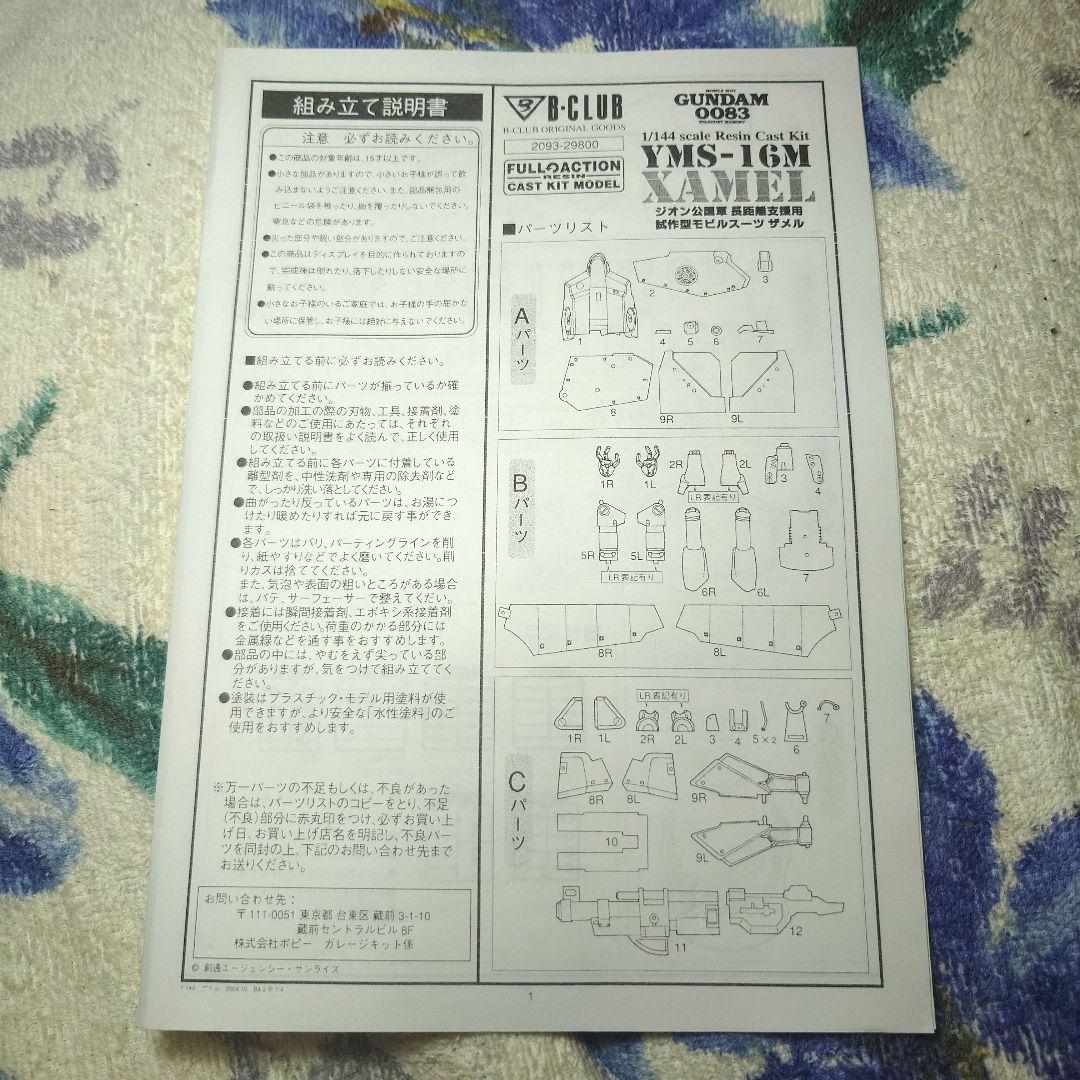 組み立て説明書
注意 必ずお読みください。
●この商品の対象年齢は、15才以上です。
●小さな部品がありますので、小さいお子様が誤って飲
み込まないようご注意ください。また、部品梱包用の
ビニール袋を被ったり、顔を覆ったりしないでください。
窒息などの危険があります。
●尖った部分や鋭い部分がありますので、ご注意ください。
●この商品はディスプレイを目的に作られておりますの
で、完成後は倒れたり、落下したりしない安全な場所に
飾ってください。
●小さなお子様のいるご家庭では、お子様の手の届かな
い場所に保管し、お子様には絶対に与えないでください。
■組み立てる前に必ずお読みください。
●組み立てる前にパーツが揃っているか確
かめてください。
●部品の加工の際の刃物、工具、接着剤、塗
料などのご使用にあたっては、それぞれ
の取扱い説明書をよく読んで、正しく使用
してください。
●組み立てる前に各パーツに付着している
離型剤を、中性洗剤や専用の除去剤など
で、しっかり洗い落としてください。
●曲がったり反っているパーツは、お湯につ
けたり暖めたりすれば元に戻す事ができ
ます。
●各パーツはバリ、パーティングラインを削
り、紙やすりなどでよく磨いてください。削
りカスは捨ててください。
また、気泡や表面の粗いところがある場合
は、パテ、サーフェーサーで整えてください。
●接着には瞬間接着剤、エポキシ系接着剤
をご使用ください。荷重のかかる部分には
金属線などを通す事をおすすめします。
●部品の中には、やむをえず尖っている部
分がありますが、気をつけて組み立ててく
ださい。
●塗装はプラスチック・モデル用塗料が使
用できますが、より安全な「水性塗料」のご
使用をおすすめします。
※万一パーツの不足もしくは、不良があった
場合は、パーツリストのコピーをとり、不足
(不良)部分に赤丸印をつけ、必ずお買い上
げ日、お買い上げ店名を明記し、不良パー
ツを同封の上、下記のお問い合わせ先まで
お送りください。
お問い合わせ先：
〒111-0051 東京都 台東区 蔵前 3-1-10
蔵前セントラルビル 8F
株式会社ポピー ガレージキット係
© 創通エージェンシー・サンライズ
B-CLUB
B-CLUB ORIGINAL GOODS
2093-29800
FULL ACTION
RESIN
CAST KIT MODEL
GUNDAM
0083
1/144 scale Resin Cast Kit
YMS-16M
XAMEL
ジオン公国軍 長距離支援用
試作型モビルスーツ ザメル
■パーツリスト
Aパーツ
1
2
3
4
5
6
7
8
9R
9L
Bパーツ
1R
1L
2R
2L
LR表記有り
3
4
5R
5L
LR表記有り
6R
6L
7
8R
8L
Cパーツ
LR表記有り
1R
1L
2R
2L
3
4
5×2
6
7
8R
8L
9R
9L
10
11
12
1